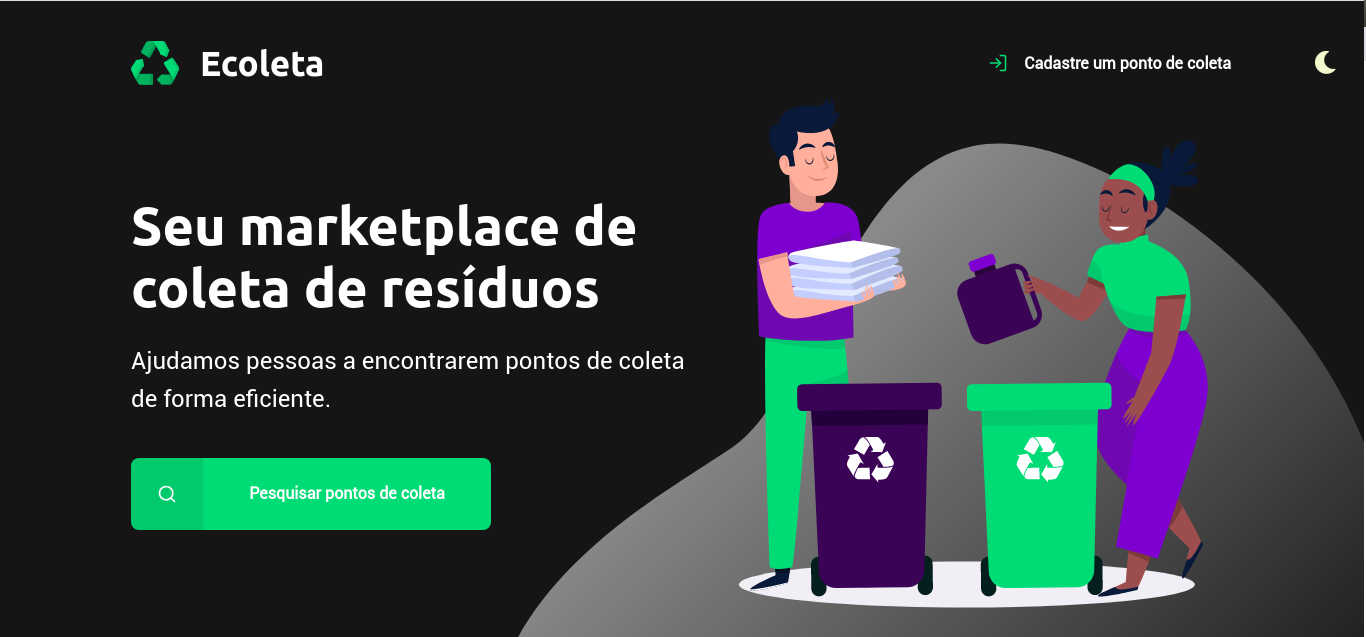 Ecoleta
Cadastre um ponto de coleta
Seu marketplace de
coleta de resíduos
Ajudamos pessoas a encontrarem pontos de coleta
de forma eficiente.
Pesquisar pontos de coleta